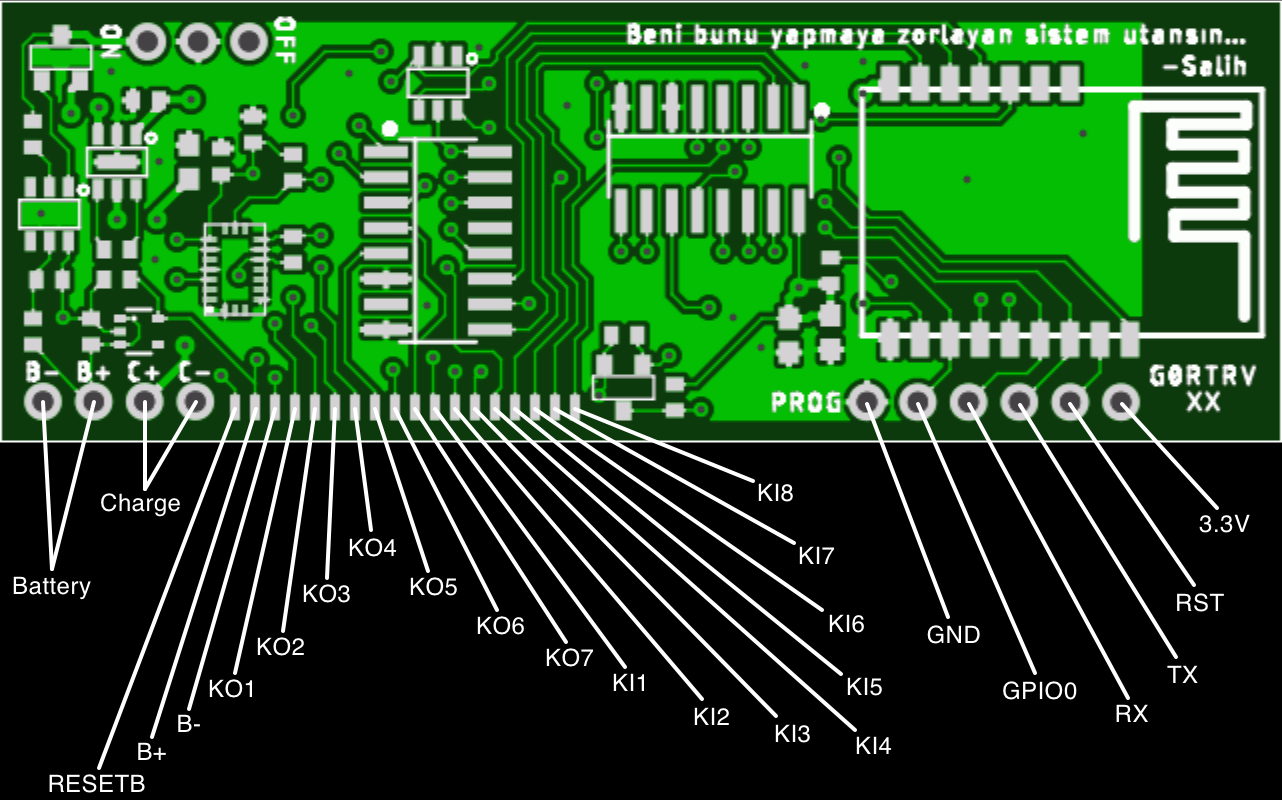 ON
OFF
Beni bunu yapmaya zorlayan sistem utansın...
-Salih
B- B+ C+ C-
PROG
GØRTRV
XX
Charge
Battery
KI8
3.3V
KO4
KI7
KO5
KO3
RST
KO6
KI6
GND
KO2
KO7
TX
KI1
KI5
KO1
GPIO0
RX
KI2
B-
KI3
KI4
B+
RESETB